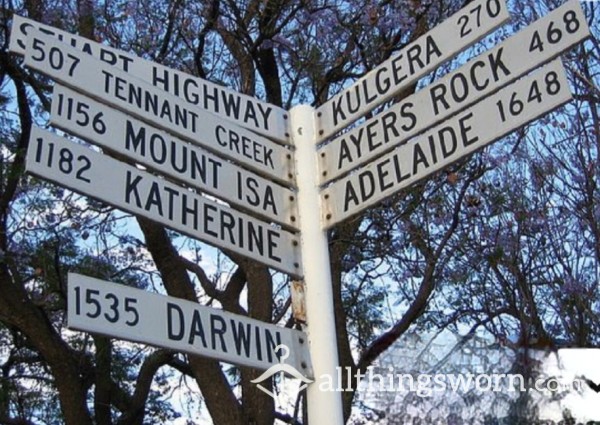 STUART HIGHWAY
507 TENNANT CREEK
1156 MOUNT ISA
1182 KATHERINE
1535 DARWIN
KULGERA 270
AYERS ROCK 468
ADELAIDE 1648
allthingsworn.com